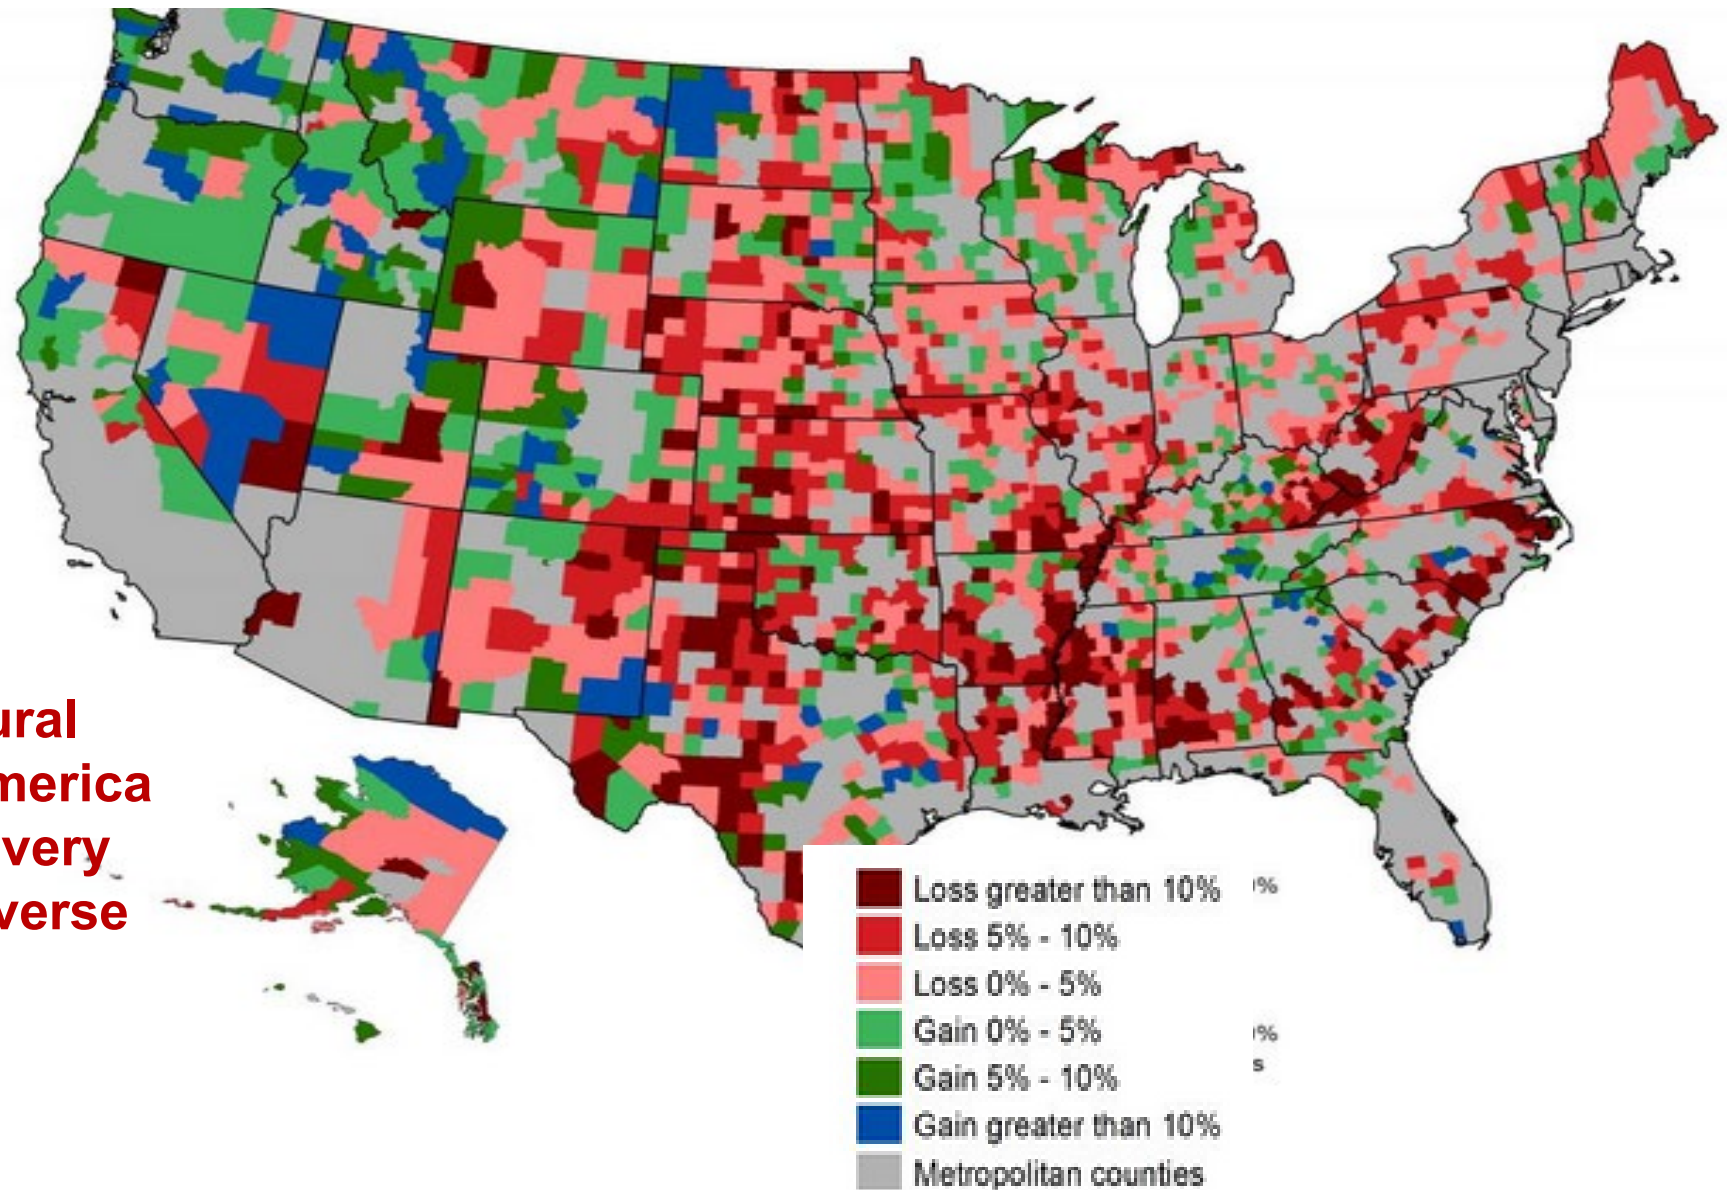 ural
merica
very
verse
Loss greater than 10%
Loss 5% - 10%
Loss 0% - 5%
Gain 0% - 5%
Gain 5% - 10%
Gain greater than 10%
Metropolitan counties
%
%
s